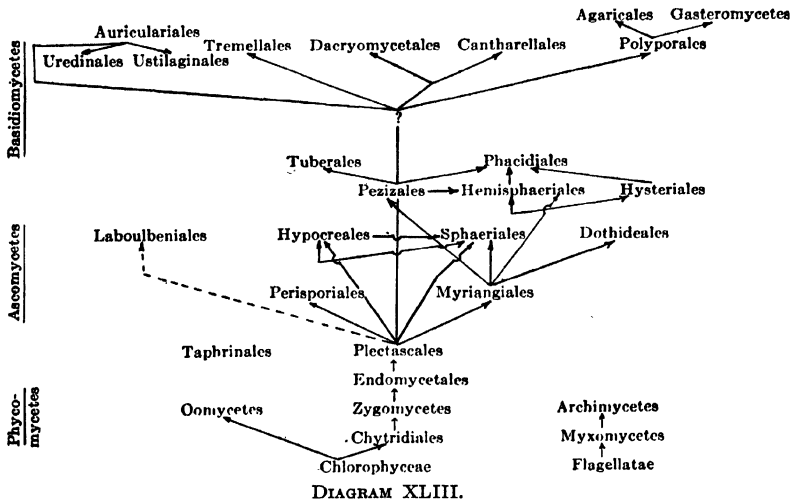 Agaricales Gasteromycetes
Auriculariales
Tremellales Dacryomycetales Cantharellales Polyporales
Uredinales Ustilaginales
Basidiomycetes
?
Tuberales Phacidiales
Pezizales Hemisphaeriales Hysteriales
Ascomycetes
Laboulbeniales Hypocreales Sphaeriales Dothideales
Perisporiales Myriangiales
Taphrinales Plectascales
Endomycetales
Phyco-
mycetes
Oomycetes Zygomycetes Archimycetes
Chytridiales Myxomycetes
Chlorophyceae Flagellatae
DIAGRAM XLIII.